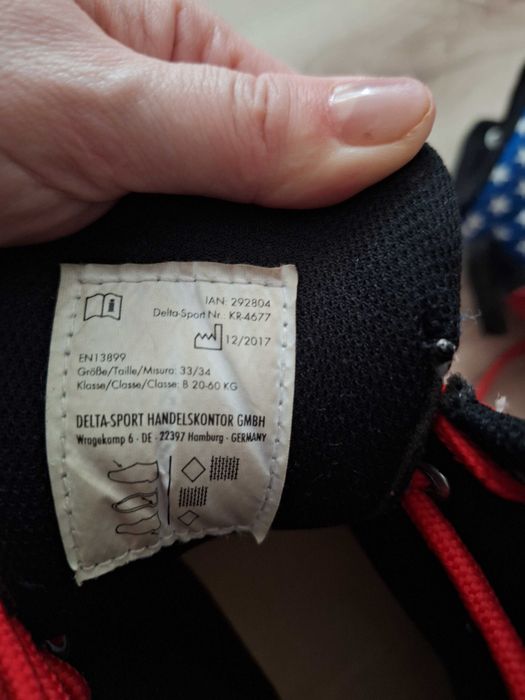 IAN: 292804
Delta-Sport Nr.: KR-4677
12/2017
EN13899
Größe/Taille/Misura: 33/34
Klasse/Classe/Classe: B 20-60 KG
DELTA-SPORT HANDELSKONTOR GMBH
Wragekamp 6 · DE · 22397 Hamburg · GERMANY